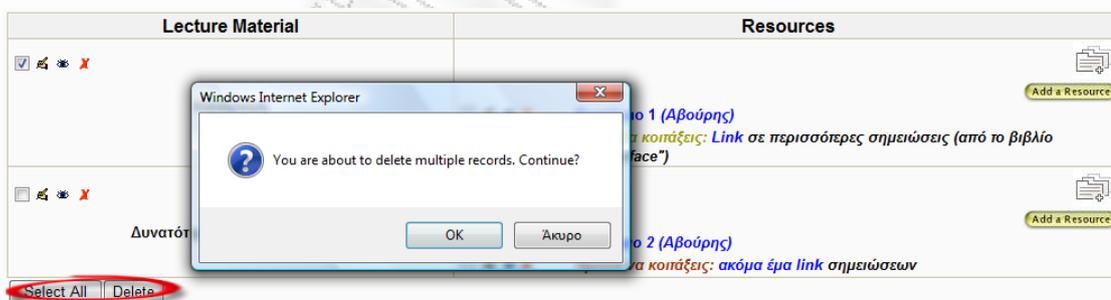 Lecture Material Resources
Add a Resource
Windows Internet Explorer
1 (Αβούρης)
κοιτάξεις: Link σε περισσότερες σημειώσεις (από το βιβλίο
You are about to delete multiple records. Continue?
face")
Add a Resource
OK Άκυρο
2 (Αβούρης)
να κοιτάξεις: ακόμα έμα link σημειώσεων
Select All Delete